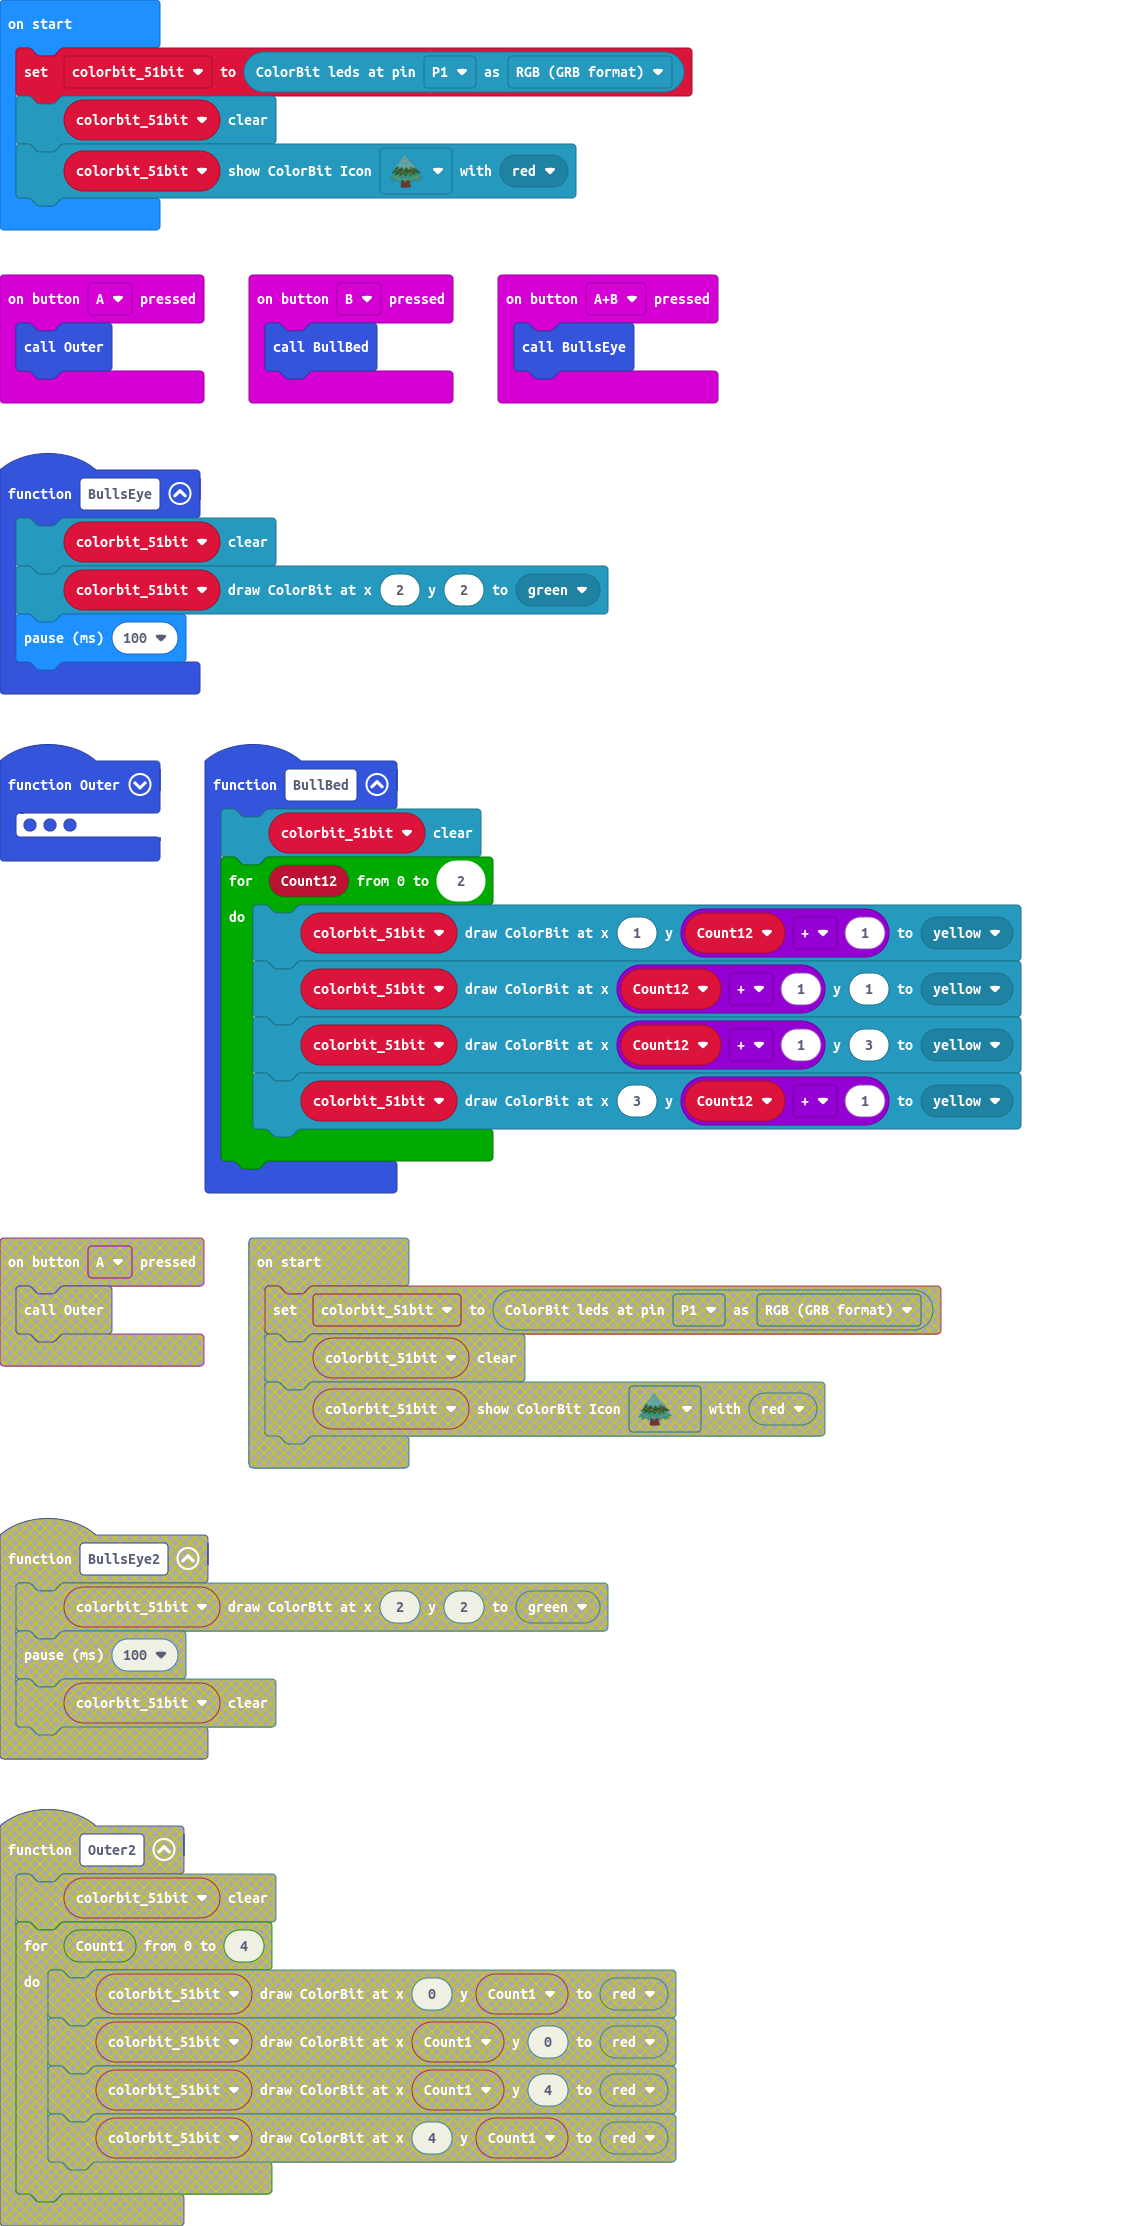 on start
set colorbit_51bit to ColorBit leds at pin P1 as RGB (GRB format)
colorbit_51bit clear
colorbit_51bit show ColorBit Icon with red
on button A pressed
call Outer
on button B pressed
call BullBed
on button A+B pressed
call BullsEye
function BullsEye
colorbit_51bit clear
colorbit_51bit draw ColorBit at x 2 y 2 to green
pause (ms) 100
function Outer
function BullBed
colorbit_51bit clear
for Count12 from 0 to 2
do
colorbit_51bit draw ColorBit at x 1 y Count12 + 1 to yellow
colorbit_51bit draw ColorBit at x Count12 + 1 y 1 to yellow
colorbit_51bit draw ColorBit at x Count12 + 1 y 3 to yellow
colorbit_51bit draw ColorBit at x 3 y Count12 + 1 to yellow
on button A pressed
call Outer
on start
set colorbit_51bit to ColorBit leds at pin P1 as RGB (GRB format)
colorbit_51bit clear
colorbit_51bit show ColorBit Icon with red
function BullsEye2
colorbit_51bit draw ColorBit at x 2 y 2 to green
pause (ms) 100
colorbit_51bit clear
function Outer2
colorbit_51bit clear
for Count1 from 0 to 4
do
colorbit_51bit draw ColorBit at x 0 y Count1 to red
colorbit_51bit draw ColorBit at x Count1 y 0 to red
colorbit_51bit draw ColorBit at x Count1 y 4 to red
colorbit_51bit draw ColorBit at x 4 y Count1 to red